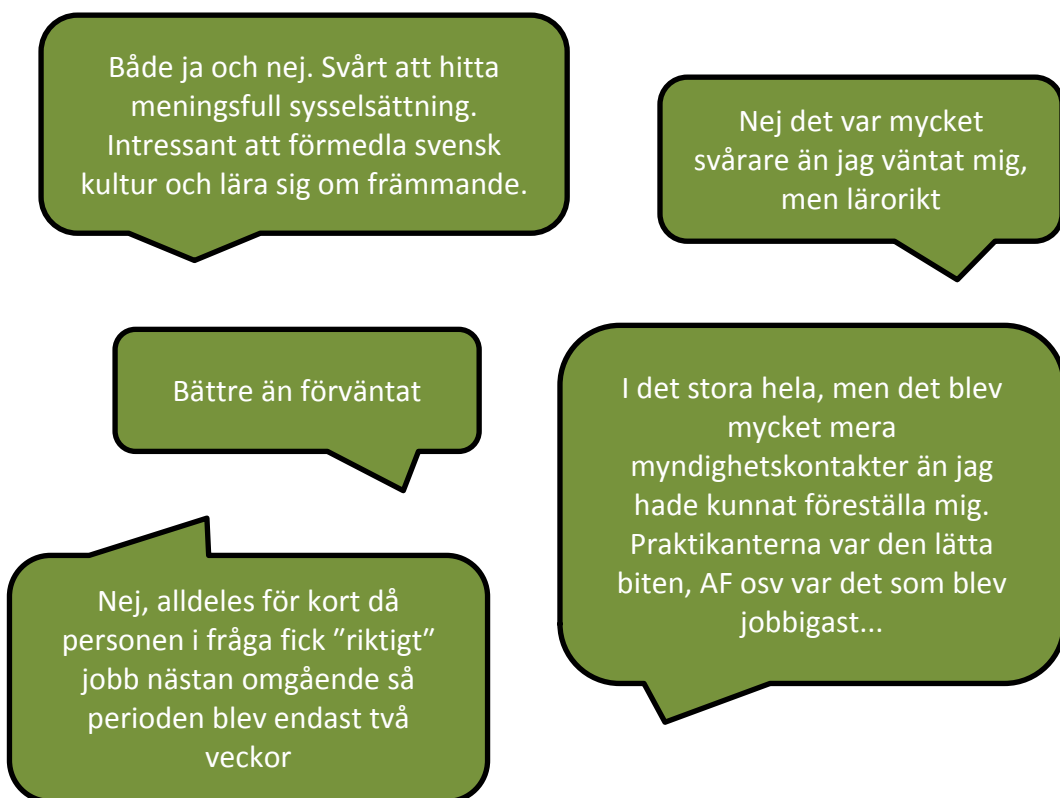 Både ja och nej. Svårt att hitta
meningsfull sysselsättning.
Intressant att förmedla svensk
kultur och lära sig om främmande.
Nej det var mycket
svårare än jag väntat mig,
men lärorikt
Bättre än förväntat
I det stora hela, men det blev
mycket mera
myndighetskontakter än jag
hade kunnat föreställa mig.
Praktikanterna var den lätta
biten, AF osv var det som blev
jobbigast...
Nej, alldeles för kort då
personen i fråga fick ”riktigt”
jobb nästan omgående så
perioden blev endast två
veckor